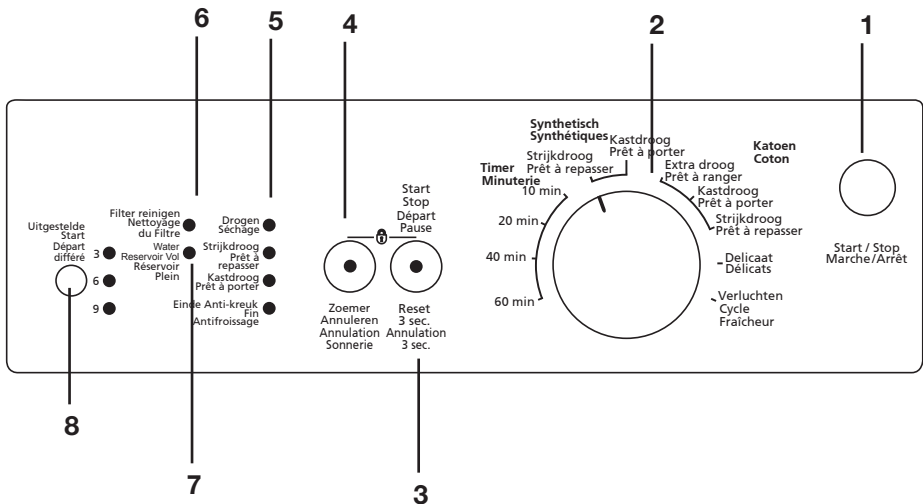 6
5
4
2
1
Synthetisch
Synthétiques
Kastdroog
Prêt à porter
Strijkdroog
Prêt à repasser
Katoen
Coton
Extra droog
Prêt à ranger
Kastdroog
Prêt à porter
Strijkdroog
Prêt à repasser
Timer
Minuterie
10 min
20 min
40 min
60 min
Delicaat
Délicats
Verluchten
Cycle
Fraîcheur
Start / Stop
Marche/Arrêt
Start
Stop
Départ
Pause
Uitgestelde
Start
Départ
différé
3
6
9
Filter reinigen
Nettoyage
du Filtre
Water
Reservoir Vol
Réservoir
Plein
Drogen
Séchage
Strijkdroog
Prêt à
repasser
Kastdroog
Prêt à porter
Einde Anti-kreuk
Fin
Antifroissage
Zoemer
Annuleren
Annulation
Sonnerie
Reset
3 sec.
Annulation
3 sec.
8
7
3